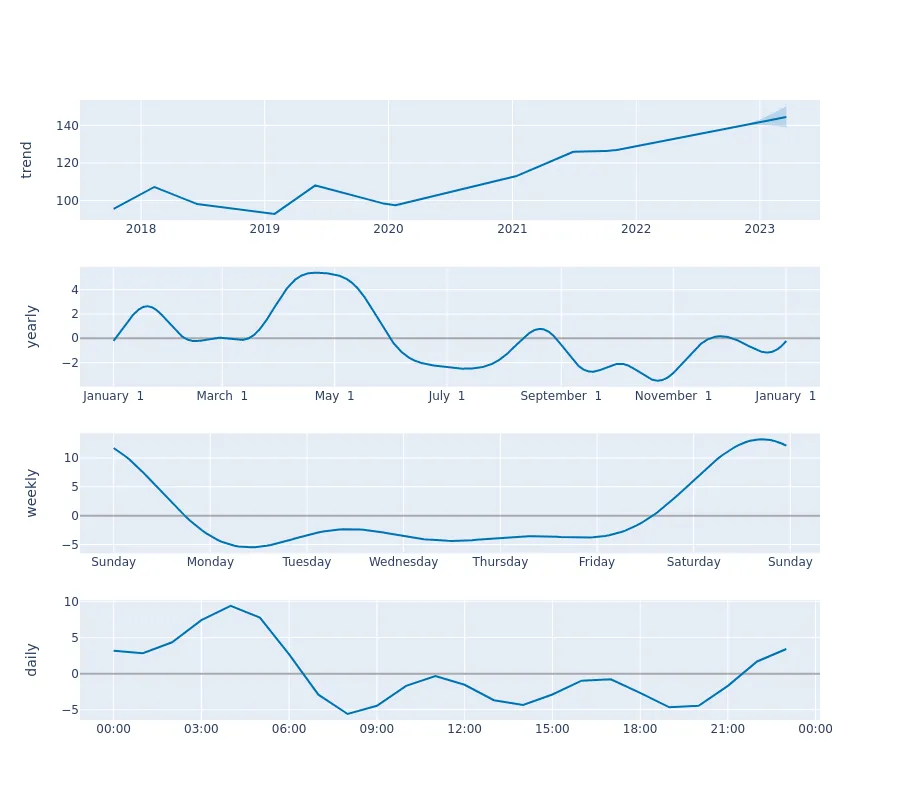 trend
140
120
100
2018 2019 2020 2021 2022 2023
yearly
4
2
0
−2
January 1 March 1 May 1 July 1 September 1 November 1 January 1
weekly
10
5
0
−5
Sunday Monday Tuesday Wednesday Thursday Friday Saturday Sunday
daily
10
5
0
−5
00:00 03:00 06:00 09:00 12:00 15:00 18:00 21:00 00:00